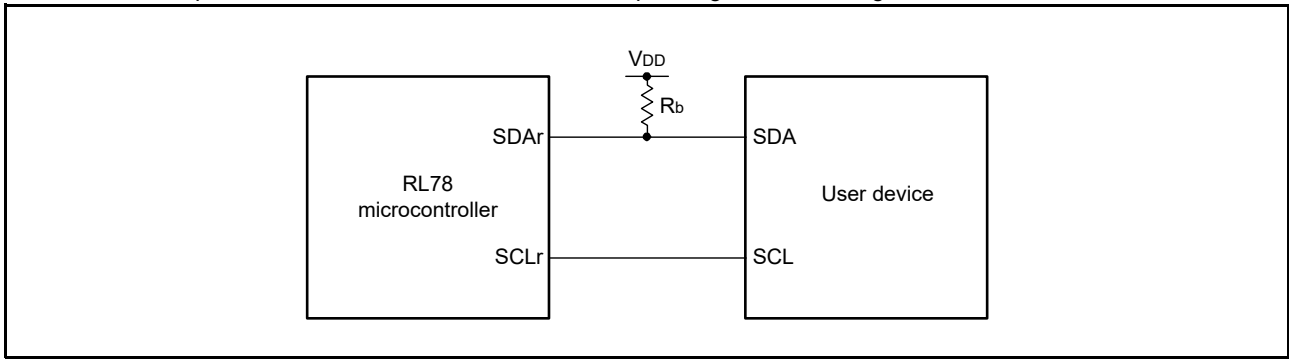 VDD
Rb
SDAr
SDA
RL78
microcontroller
User device
SCLr
SCL